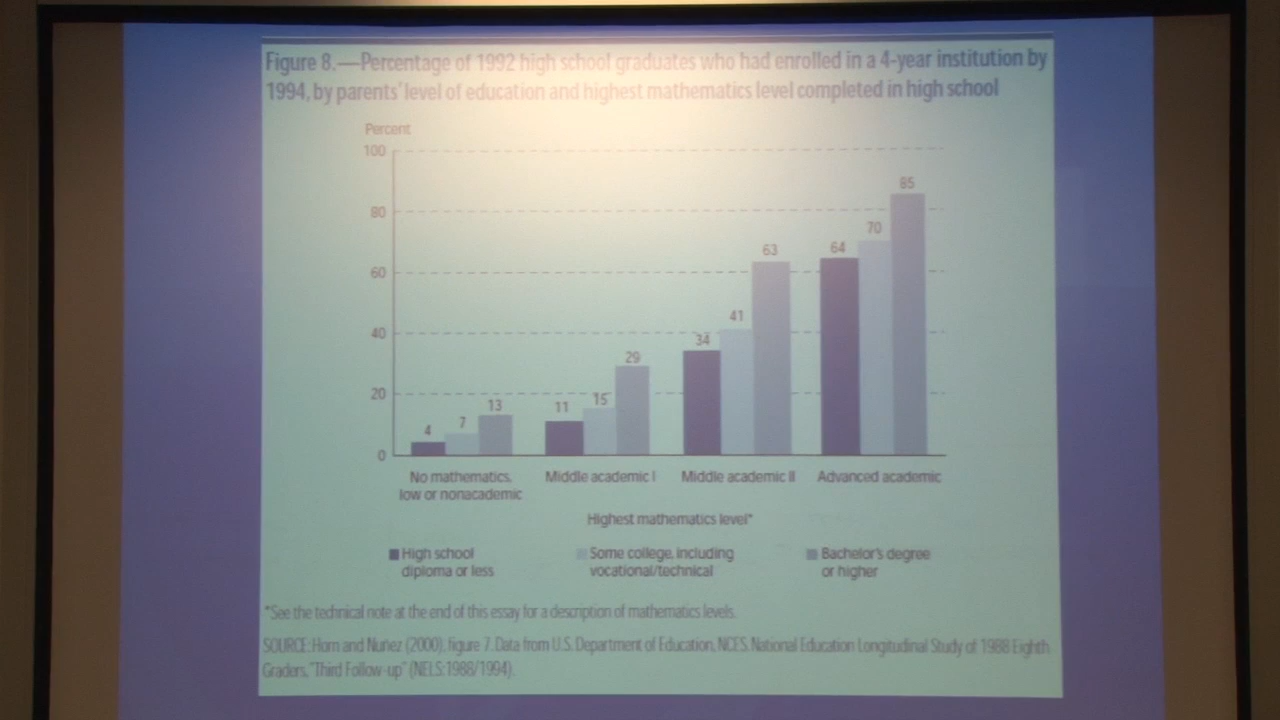 Figure 8.—Percentage of 1992 high school graduates who had enrolled in a 4-year institution by
1994, by parents' level of education and highest mathematics level completed in high school
Percent
100
80
60
40
20
0
4
7
13
11
15
29
34
41
63
64
70
85
No mathematics,
low or nonacademic
Middle academic I
Middle academic II
Advanced academic
Highest mathematics level*
High school
diploma or less
Some college, including
vocational/technical
Bachelor's degree
or higher
*See the technical note at the end of this essay for a description of mathematics levels.
SOURCE: Horn and Nuñez (2000), figure 7. Data from U.S. Department of Education, NCES, National Education Longitudinal Study of 1988 Eighth
Graders, "Third Follow-up" (NELS:1988/1994).